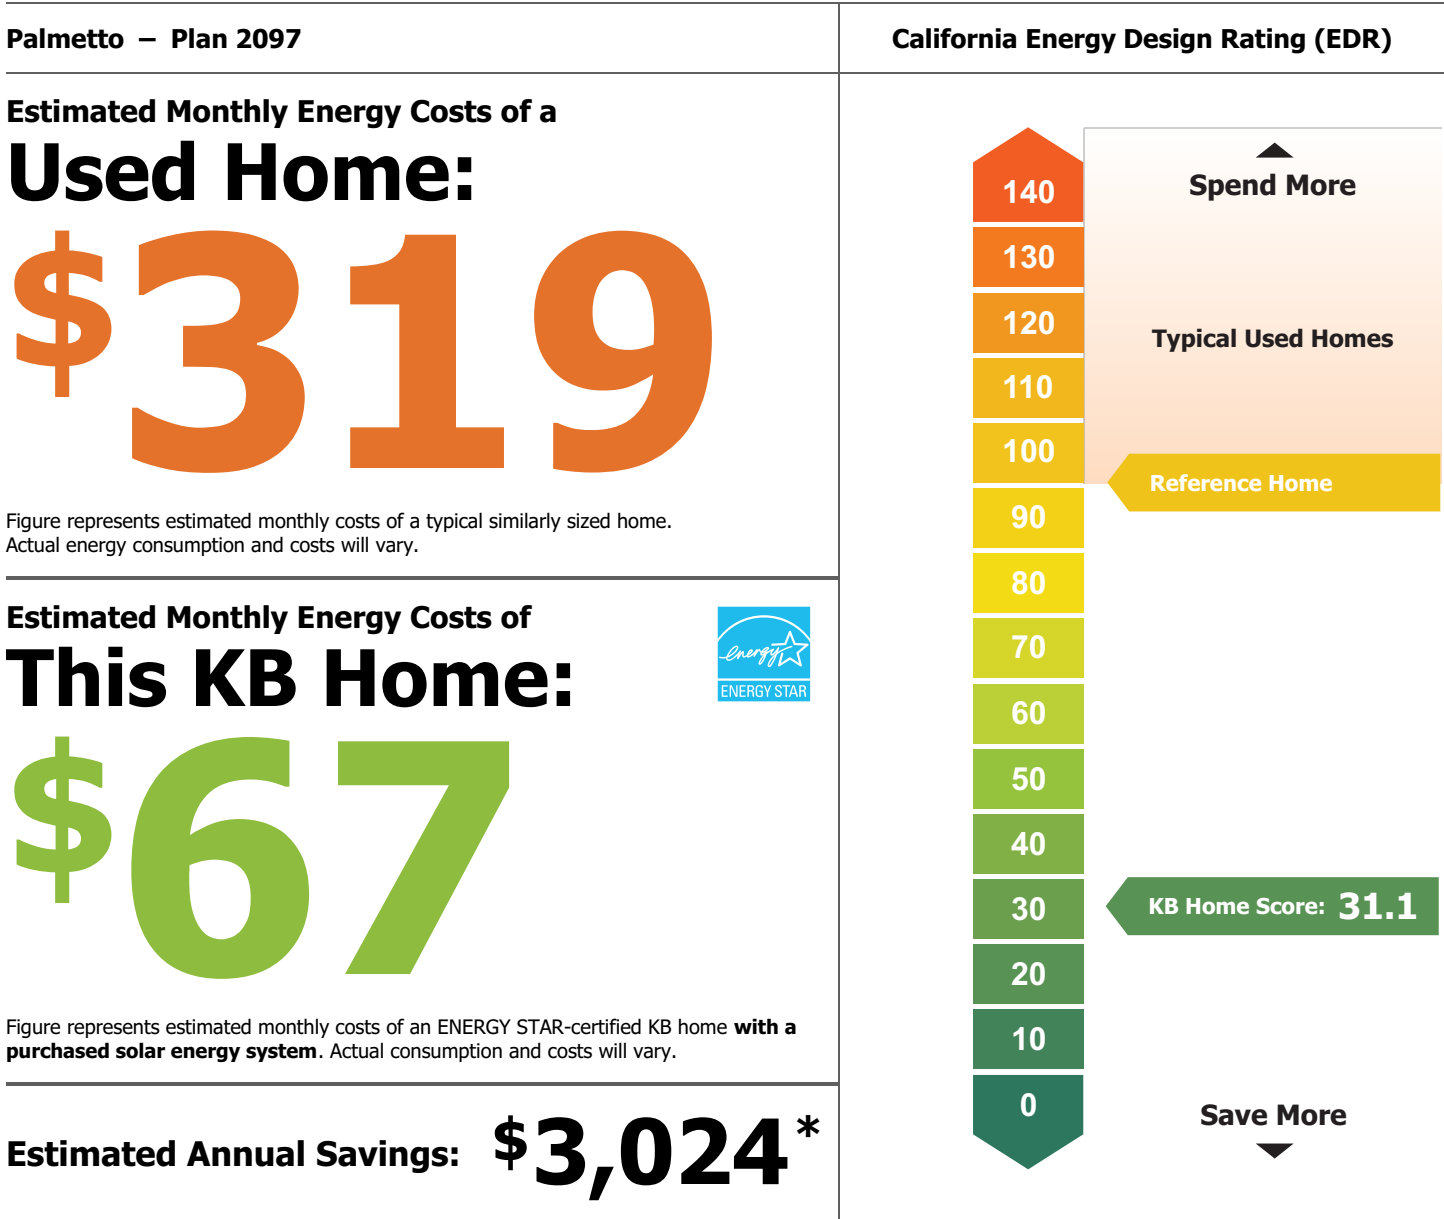 Palmetto – Plan 2097
Estimated Monthly Energy Costs of a
Used Home:
$319
Figure represents estimated monthly costs of a typical similarly sized home.
Actual energy consumption and costs will vary.
Estimated Monthly Energy Costs of
This KB Home:
energy
ENERGY STAR
$67
Figure represents estimated monthly costs of an ENERGY STAR-certified KB home with a
purchased solar energy system. Actual consumption and costs will vary.
Estimated Annual Savings: $3,024*
California Energy Design Rating (EDR)
140
130
120
110
100
90
80
70
60
50
40
30
20
10
0
Spend More
Typical Used Homes
Reference Home
KB Home Score: 31.1
Save More